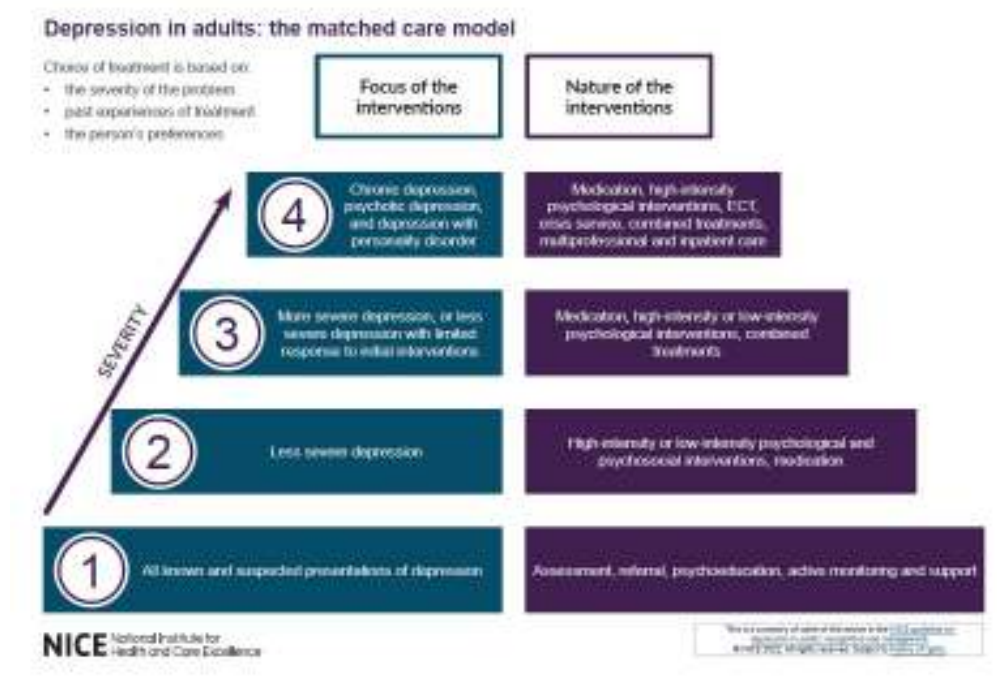 Depression in adults: the matched care model
Choice of treatment is based on:
• the severity of the problem
• past experiences of treatment
• the person's preferences
Focus of the
interventions
Nature of the
interventions
SEVERITY
4
Chronic depression,
psychotic depression,
and depression with
personality disorder
Medication, high-intensity
psychological interventions, ECT,
crisis service, combined treatments,
multiprofessional and inpatient care
3
More severe depression, or less
severe depression with limited
response to initial interventions
Medication, high-intensity or low-intensity
psychological interventions, combined
treatments
2
Less severe depression
High-intensity or low-intensity psychological and
psychosocial interventions, medication
1
All known and suspected presentations of depression
Assessment, referral, psychoeducation, active monitoring and support
NICE National Institute for
Health and Care Excellence